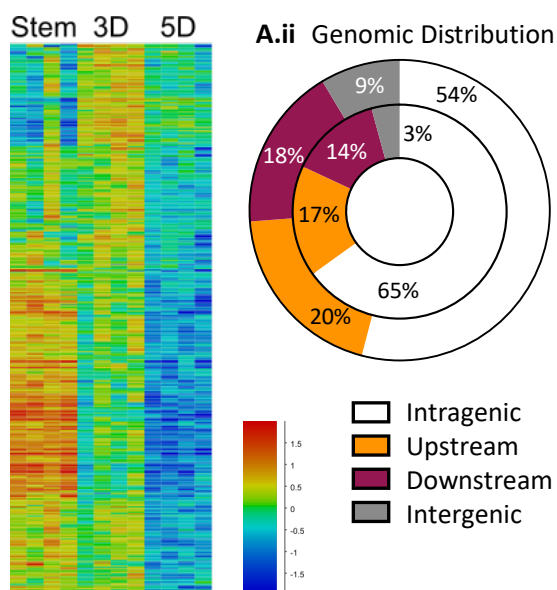 Stem 3D 5D
A.ii Genomic Distribution
9%
54%
3%
18%
14%
17%
65%
20%
1.5
1
0.5
0
-0.5
-1
-1.5
Intragenic
Upstream
Downstream
Intergenic